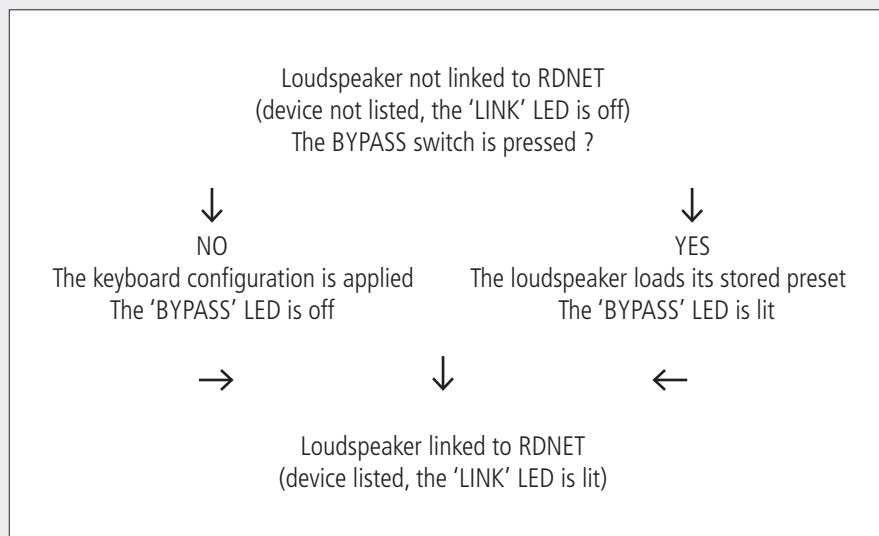 Loudspeaker not linked to RDNET
(device not listed, the ‘LINK’ LED is off)
The BYPASS switch is pressed ?
↓ ↓
NO YES
The keyboard configuration is applied The loudspeaker loads its stored preset
The ‘BYPASS’ LED is off The ‘BYPASS’ LED is lit
→ ↓ ←
Loudspeaker linked to RDNET
(device listed, the ‘LINK’ LED is lit)